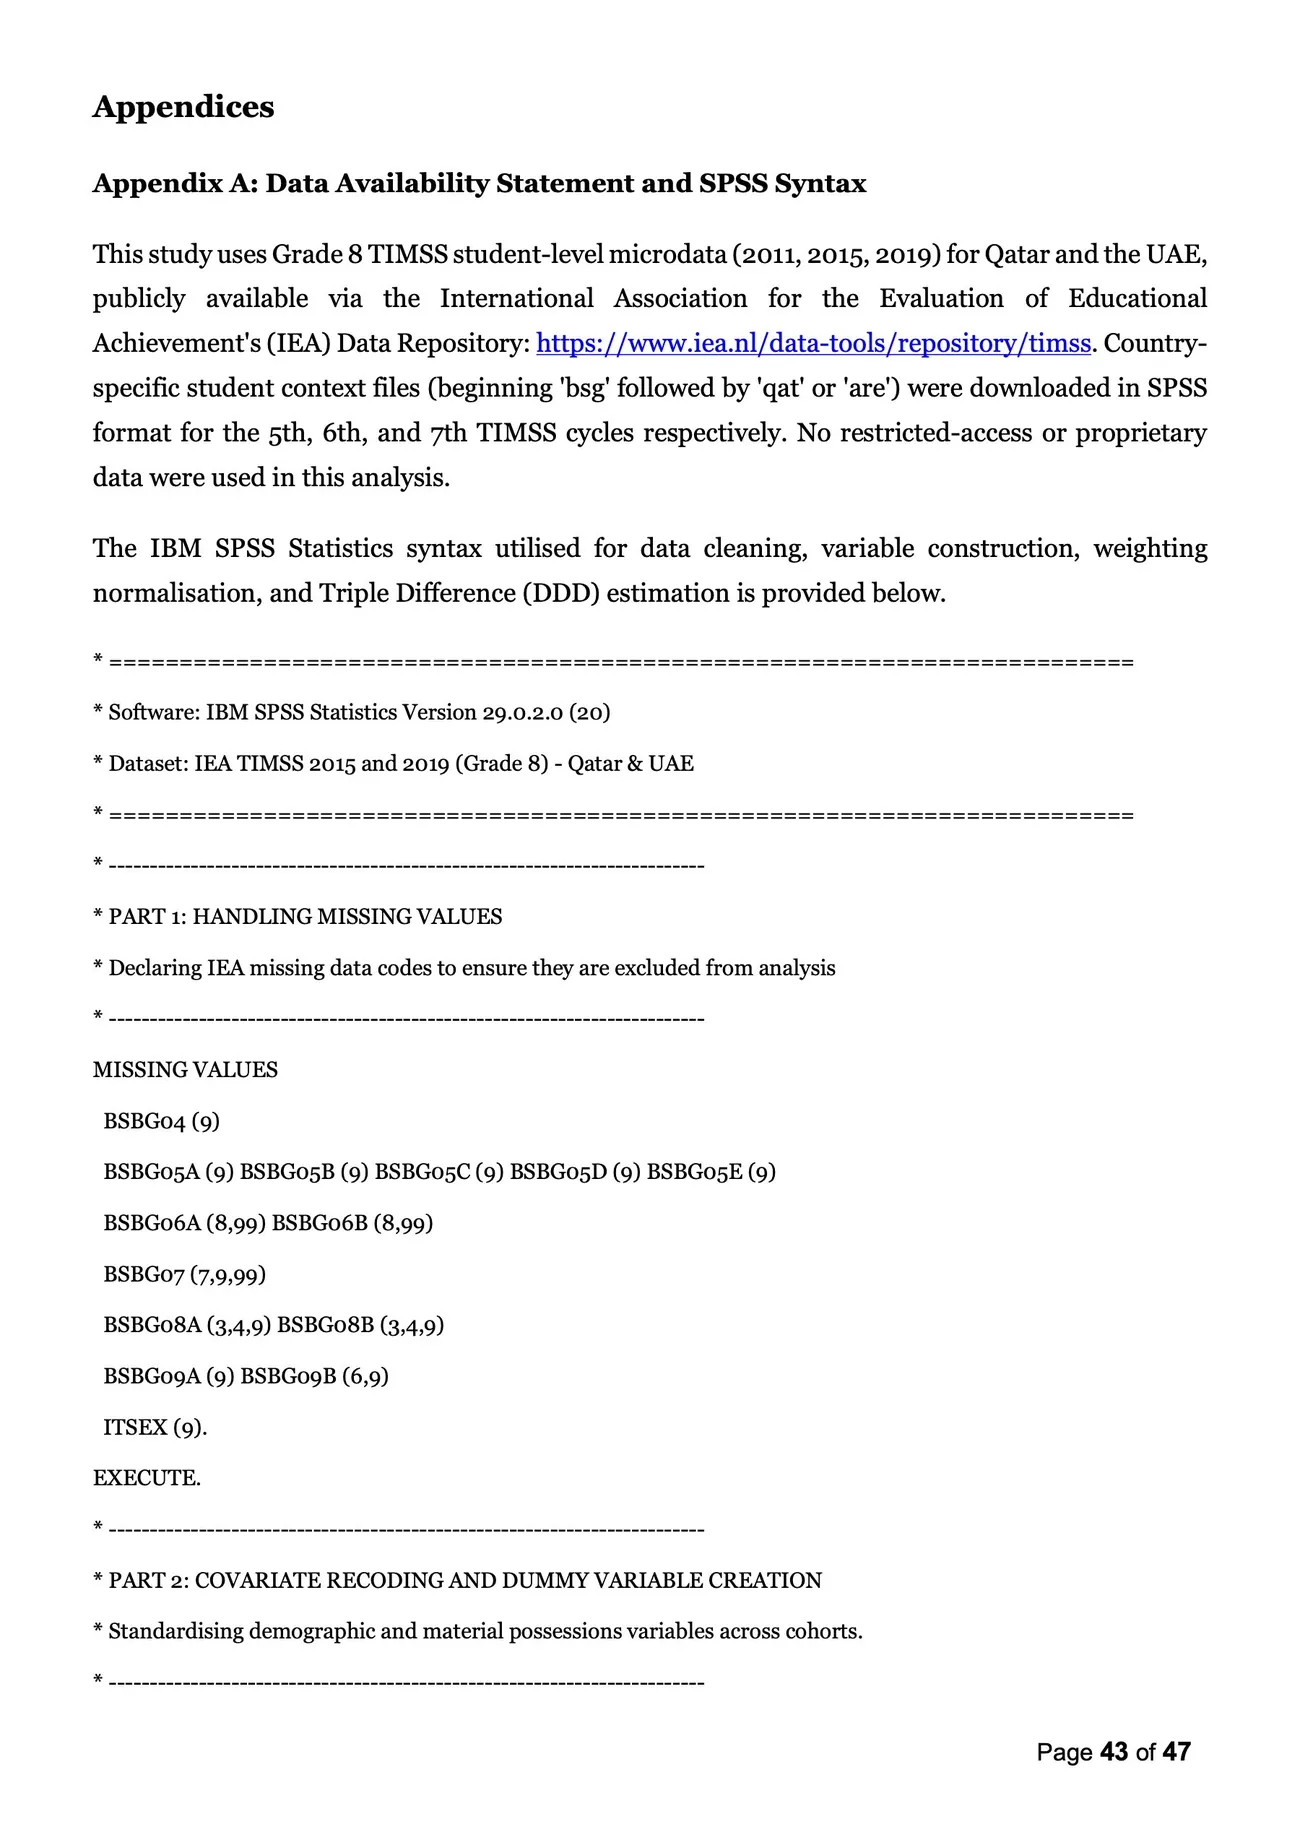 Appendices
Appendix A: Data Availability Statement and SPSS Syntax
This study uses Grade 8 TIMSS student-level microdata (2011, 2015, 2019) for Qatar and the UAE,
publicly available via the International Association for the Evaluation of Educational
Achievement's (IEA) Data Repository: https://www.iea.nl/data-tools/repository/timss. Country-
specific student context files (beginning 'bsg' followed by 'qat' or 'are') were downloaded in SPSS
format for the 5th, 6th, and 7th TIMSS cycles respectively. No restricted-access or proprietary
data were used in this analysis.
The IBM SPSS Statistics syntax utilised for data cleaning, variable construction, weighting
normalisation, and Triple Difference (DDD) estimation is provided below.
* =========================================================================
* Software: IBM SPSS Statistics Version 29.0.2.0 (20)
* Dataset: IEA TIMSS 2015 and 2019 (Grade 8) - Qatar & UAE
* =========================================================================
* -------------------------------------------------------------------------
* PART 1: HANDLING MISSING VALUES
* Declaring IEA missing data codes to ensure they are excluded from analysis
* -------------------------------------------------------------------------
MISSING VALUES
BSBG04 (9)
BSBG05A (9) BSBG05B (9) BSBG05C (9) BSBG05D (9) BSBG05E (9)
BSBG06A (8,99) BSBG06B (8,99)
BSBG07 (7,9,99)
BSBG08A (3,4,9) BSBG08B (3,4,9)
BSBG09A (9) BSBG09B (6,9)
ITSEX (9).
EXECUTE.
* -------------------------------------------------------------------------
* PART 2: COVARIATE RECODING AND DUMMY VARIABLE CREATION
* Standardising demographic and material possessions variables across cohorts.
* -------------------------------------------------------------------------
Page 43 of 47